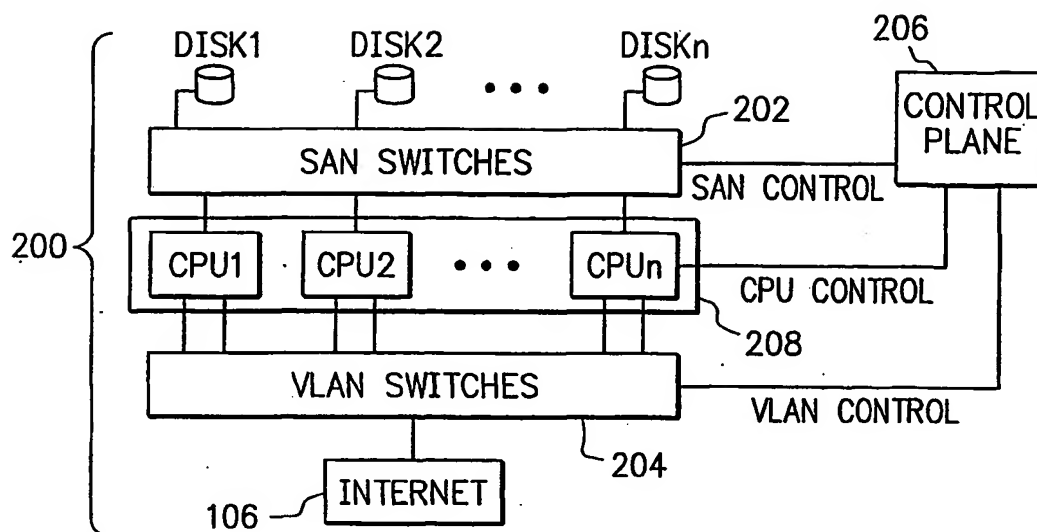 DISK1
DISK2
DISKn
206
CONTROL
PLANE
202
SAN SWITCHES
SAN CONTROL
200
CPU1
CPU2
CPUn
CPU CONTROL
208
VLAN SWITCHES
VLAN CONTROL
204
106
INTERNET